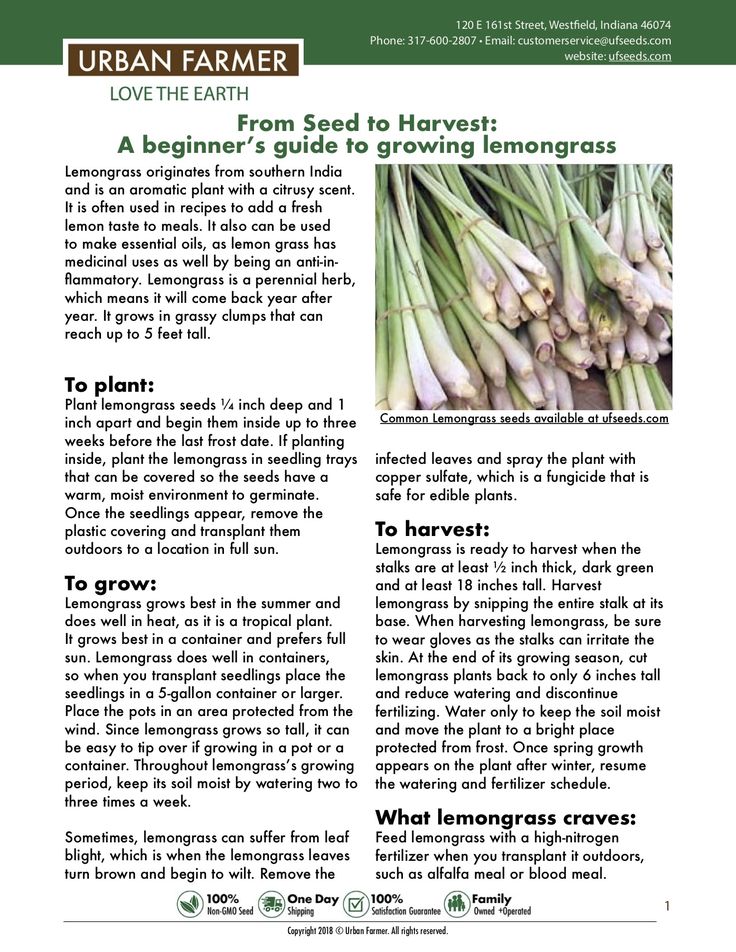 120 E 161st Street, Westfield, Indiana 46074
Phone: 317-600-2807 • Email: customerservice@ufseeds.com
website: ufseeds.com
URBAN FARMER
LOVE THE EARTH
From Seed to Harvest:
A beginner's guide to growing lemongrass
Lemongrass originates from southern India
and is an aromatic plant with a citrusy scent.
It is often used in recipes to add a fresh
lemon taste to meals. It also can be used
to make essential oils, as lemon grass has
medicinal uses as well by being an anti-in-
flammatory. Lemongrass is a perennial herb,
which means it will come back year after
year. It grows in grassy clumps that can
reach up to 5 feet tall.
To plant:
Plant lemongrass seeds ¼ inch deep and 1
inch apart and begin them inside up to three
weeks before the last frost date. If planting
inside, plant the lemongrass in seedling trays
that can be covered so the seeds have a
warm, moist environment to germinate.
Once the seedlings appear, remove the
plastic covering and transplant them
outdoors to a location in full sun.
To grow:
Lemongrass grows best in the summer and
does well in heat, as it is a tropical plant.
It grows best in a container and prefers full
sun. Lemongrass does well in containers,
so when you transplant seedlings place the
seedlings in a 5-gallon container or larger.
Place the pots in an area protected from the
wind. Since lemongrass grows so tall, it can
be easy to tip over if growing in a pot or a
container. Throughout lemongrass's growing
period, keep its soil moist by watering two to
three times a week.
Sometimes, lemongrass can suffer from leaf
blight, which is when the lemongrass leaves
turn brown and begin to wilt. Remove the
Common Lemongrass seeds available at ufseeds.com
infected leaves and spray the plant with
copper sulfate, which is a fungicide that is
safe for edible plants.
To harvest:
Lemongrass is ready to harvest when the
stalks are at least ½ inch thick, dark green
and at least 18 inches tall. Harvest
lemongrass by snipping the entire stalk at its
base. When harvesting lemongrass, be sure
to wear gloves as the stalks can irritate the
skin. At the end of its growing season, cut
lemongrass plants back to only 6 inches tall
and reduce watering and discontinue
fertilizing. Water only to keep the soil moist
and move the plant to a bright place
protected from frost. Once spring growth
appears on the plant after winter, resume
the watering and fertilizer schedule.
What lemongrass craves:
Feed lemongrass with a high-nitrogen
fertilizer when you transplant it outdoors,
such as alfalfa meal or blood meal.
100%
Non-GMO Seed
One Day
Shipping
100%
Satisfaction Guarantee
Family
Owned +Operated
1
Copyright 2018 © Urban Farmer. All rights reserved.